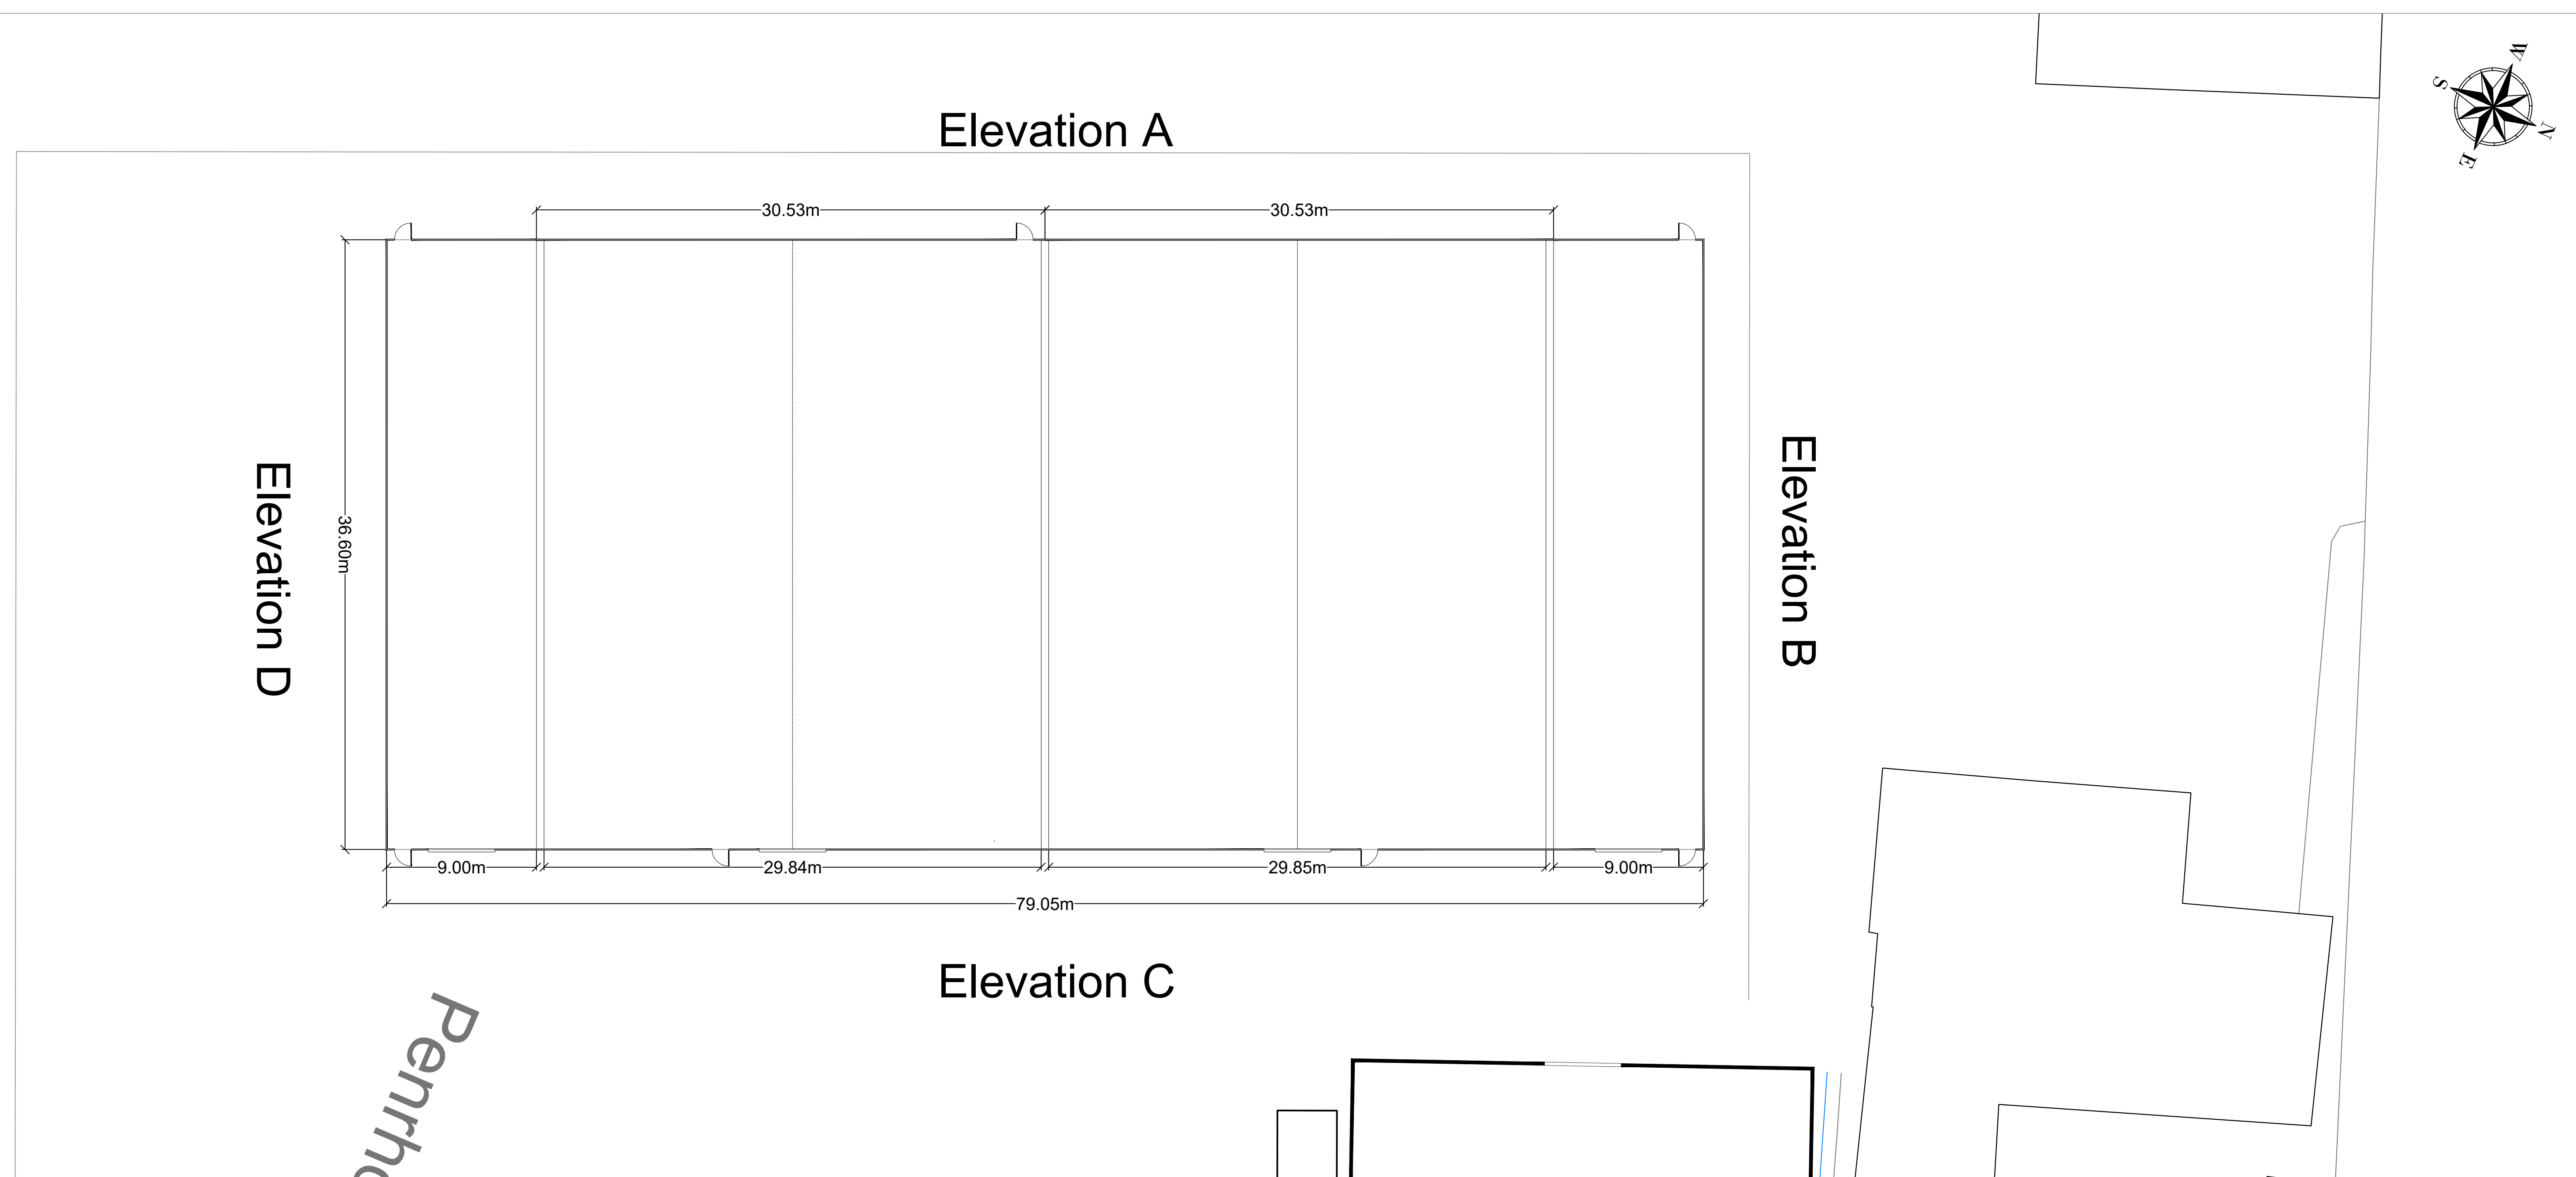 W
S
N
E
Elevation A
30.53m
30.53m
36.60m
Elevation D
Elevation B
9.00m
29.84m
29.85m
9.00m
79.05m
Elevation C
Penrho